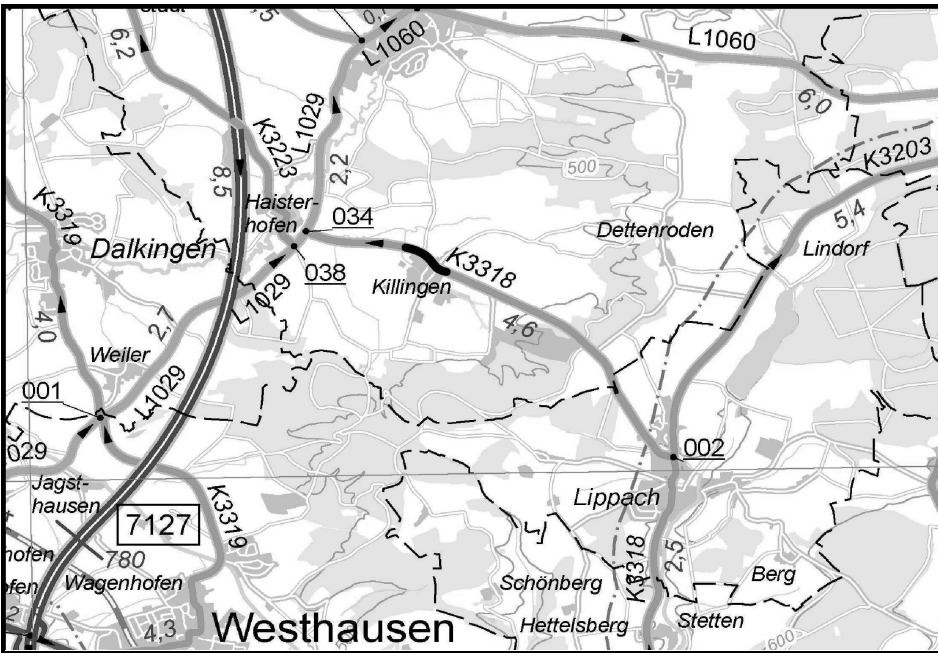 6,2
L1060
L1060
6,0
K3223
L1029
2,2
8,5
500
K3203
5,4
K3319
Haister-
hofen
034
038
Dalkingen
Dettenroden
Lindorf
K3318
Killingen
L1029
4,6
4,0
2,7
Weiler
001
L1029
029
002
Jagst-
hausen
7127
K3319
Lippach
780
hofen
Wagenhofen
ofen
Schönberg
K3318
2,5
Berg
Hettelsberg
Stetten
4,3
Westhausen
600